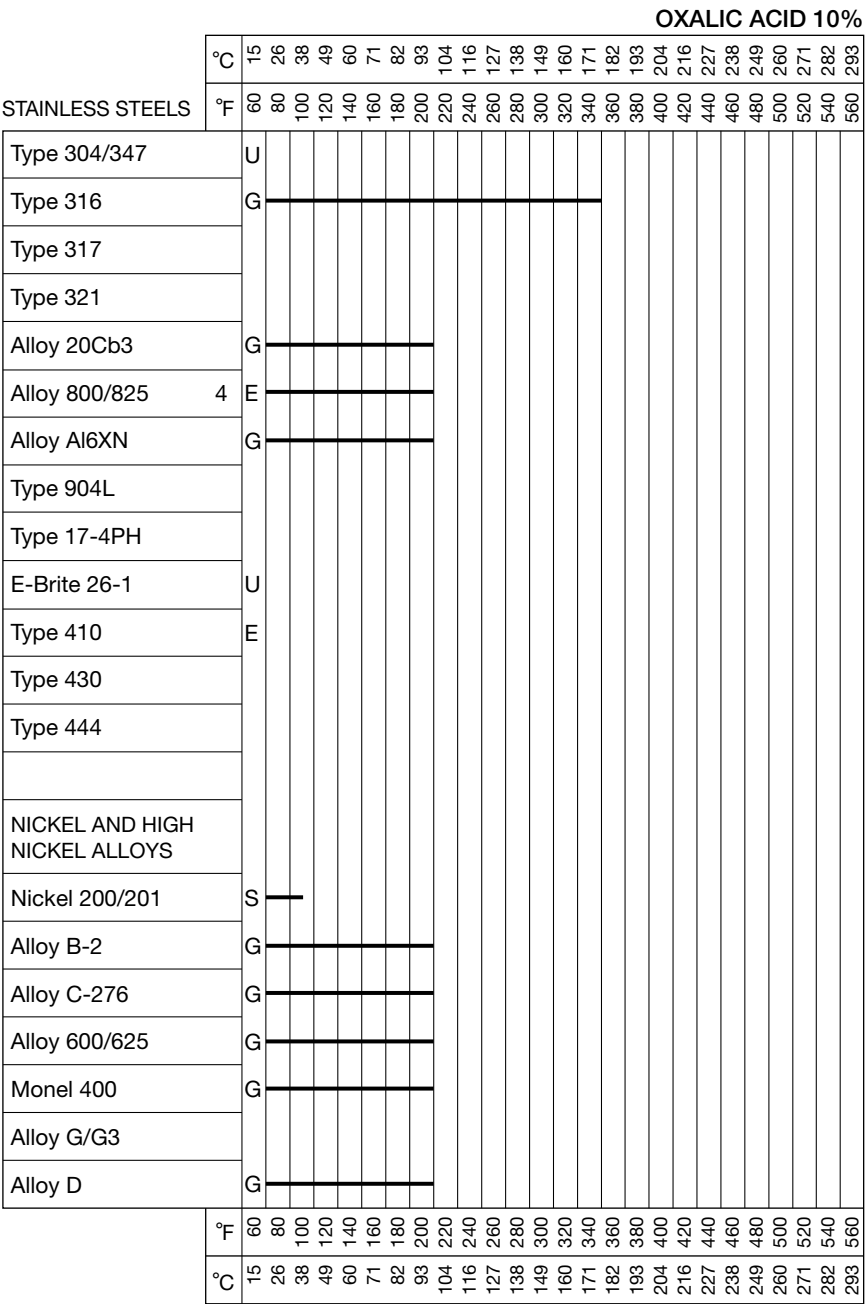 OXALIC ACID 10%
°C 15 26 38 49 60 71 82 93 104 116 127 138 149 160 171 182 193 204 216 227 238 249 260 271 282 293
STAINLESS STEELS °F 60 80 100 120 140 160 180 200 220 240 260 280 300 320 340 360 380 400 420 440 460 480 500 520 540 560
Type 304/347 U
Type 316 G
Type 317
Type 321
Alloy 20Cb3 G
Alloy 800/825 4 E
Alloy Al6XN G
Type 904L
Type 17-4PH
E-Brite 26-1 U
Type 410 E
Type 430
Type 444
NICKEL AND HIGH
NICKEL ALLOYS
Nickel 200/201 S
Alloy B-2 G
Alloy C-276 G
Alloy 600/625 G
Monel 400 G
Alloy G/G3
Alloy D G
°F 60 80 100 120 140 160 180 200 220 240 260 280 300 320 340 360 380 400 420 440 460 480 500 520 540 560
°C 15 26 38 49 60 71 82 93 104 116 127 138 149 160 171 182 193 204 216 227 238 249 260 271 282 293